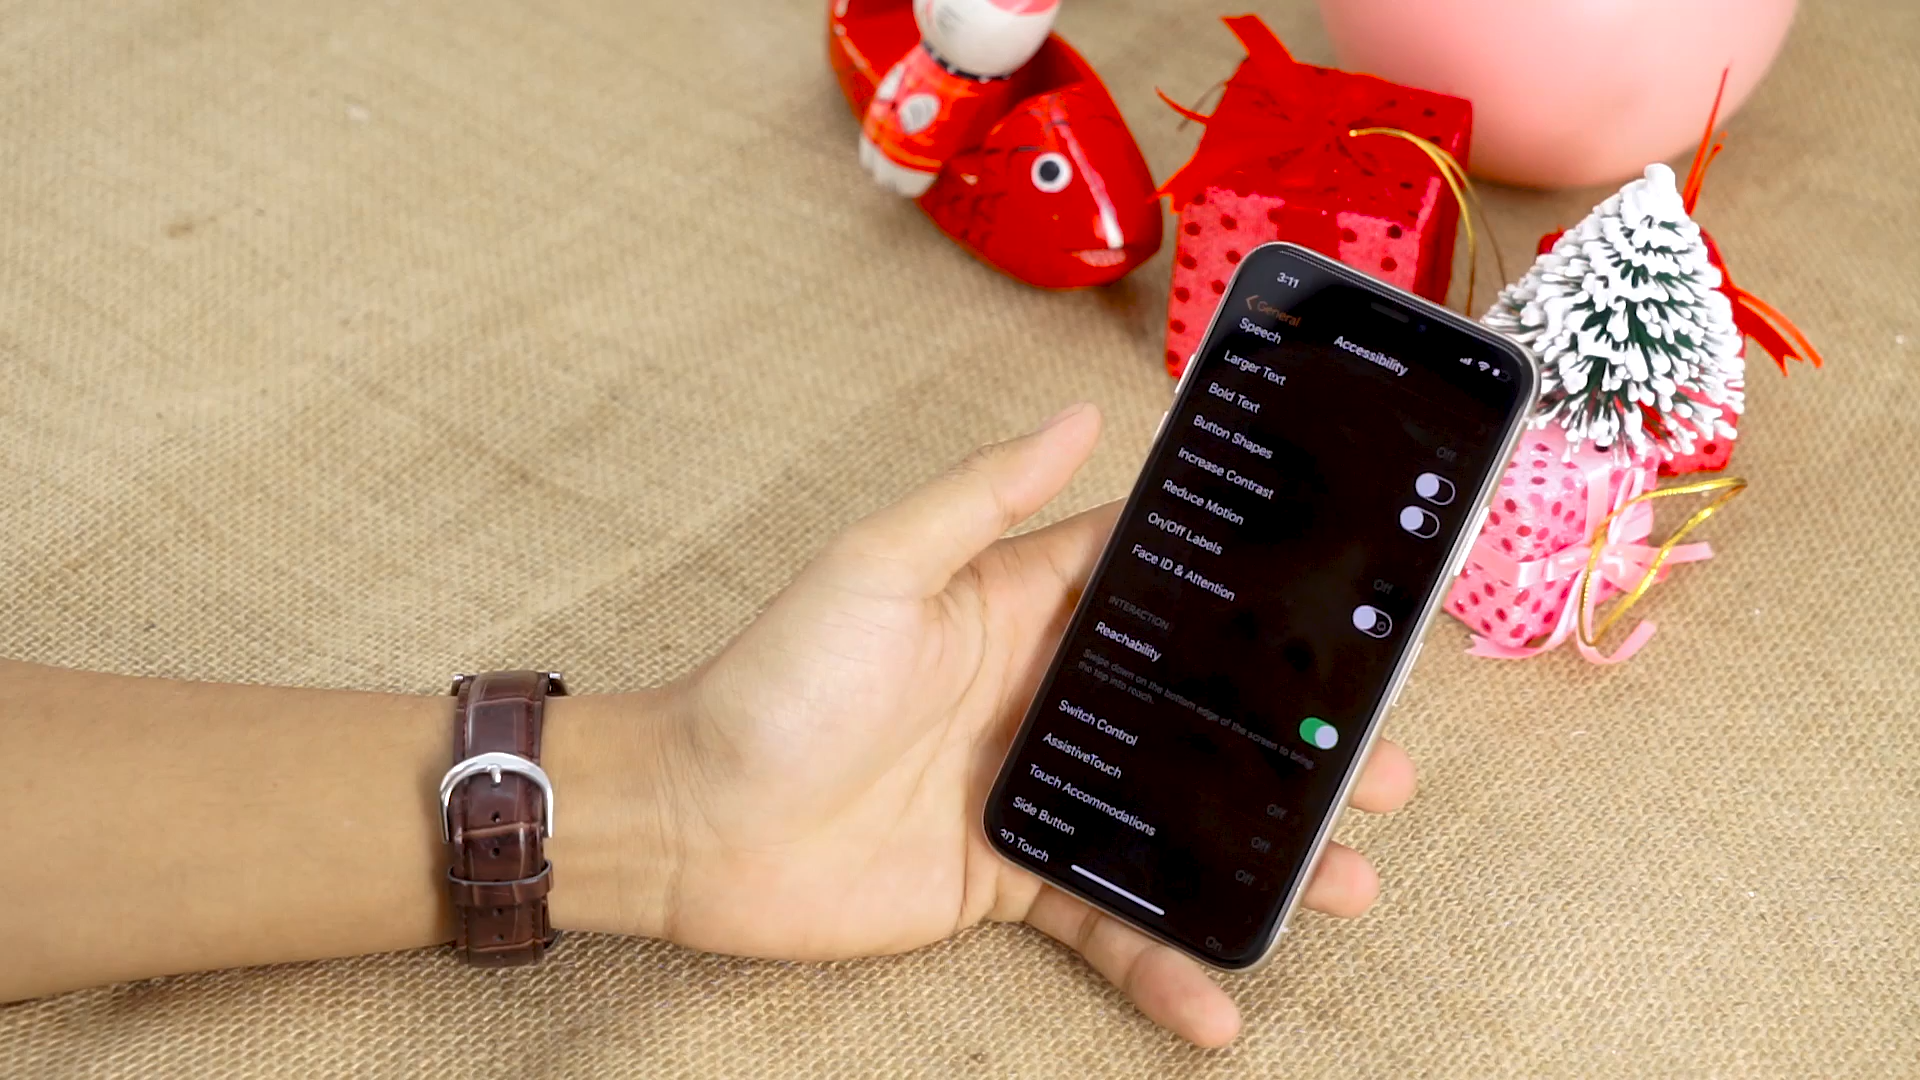 3:11
General
Accessibility
Speech
Larger Text
Off
Bold Text
Button Shapes
Increase Contrast
Off
Reduce Motion
On/Off Labels
Face ID & Attention
INTERACTION
Reachability
Swipe down on the bottom edge of the screen to bring
the top into reach.
Switch Control
Off
AssistiveTouch
Off
Touch Accommodations
Off
Side Button
3D Touch
On